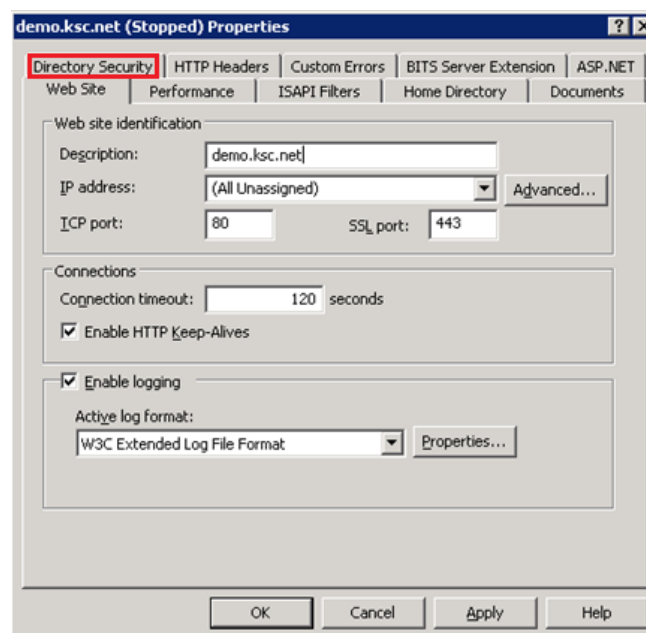 demo.ksc.net (Stopped) Properties
Directory Security HTTP Headers Custom Errors BITS Server Extension ASP.NET
Web Site Performance ISAPI Filters Home Directory Documents
Web site identification
Description: demo.ksc.net
IP address: (All Unassigned) Advanced...
TCP port: 80 SSL port: 443
Connections
Connection timeout: 120 seconds
Enable HTTP Keep-Alives
Enable logging
Active log format:
W3C Extended Log File Format Properties...
OK Cancel Apply Help